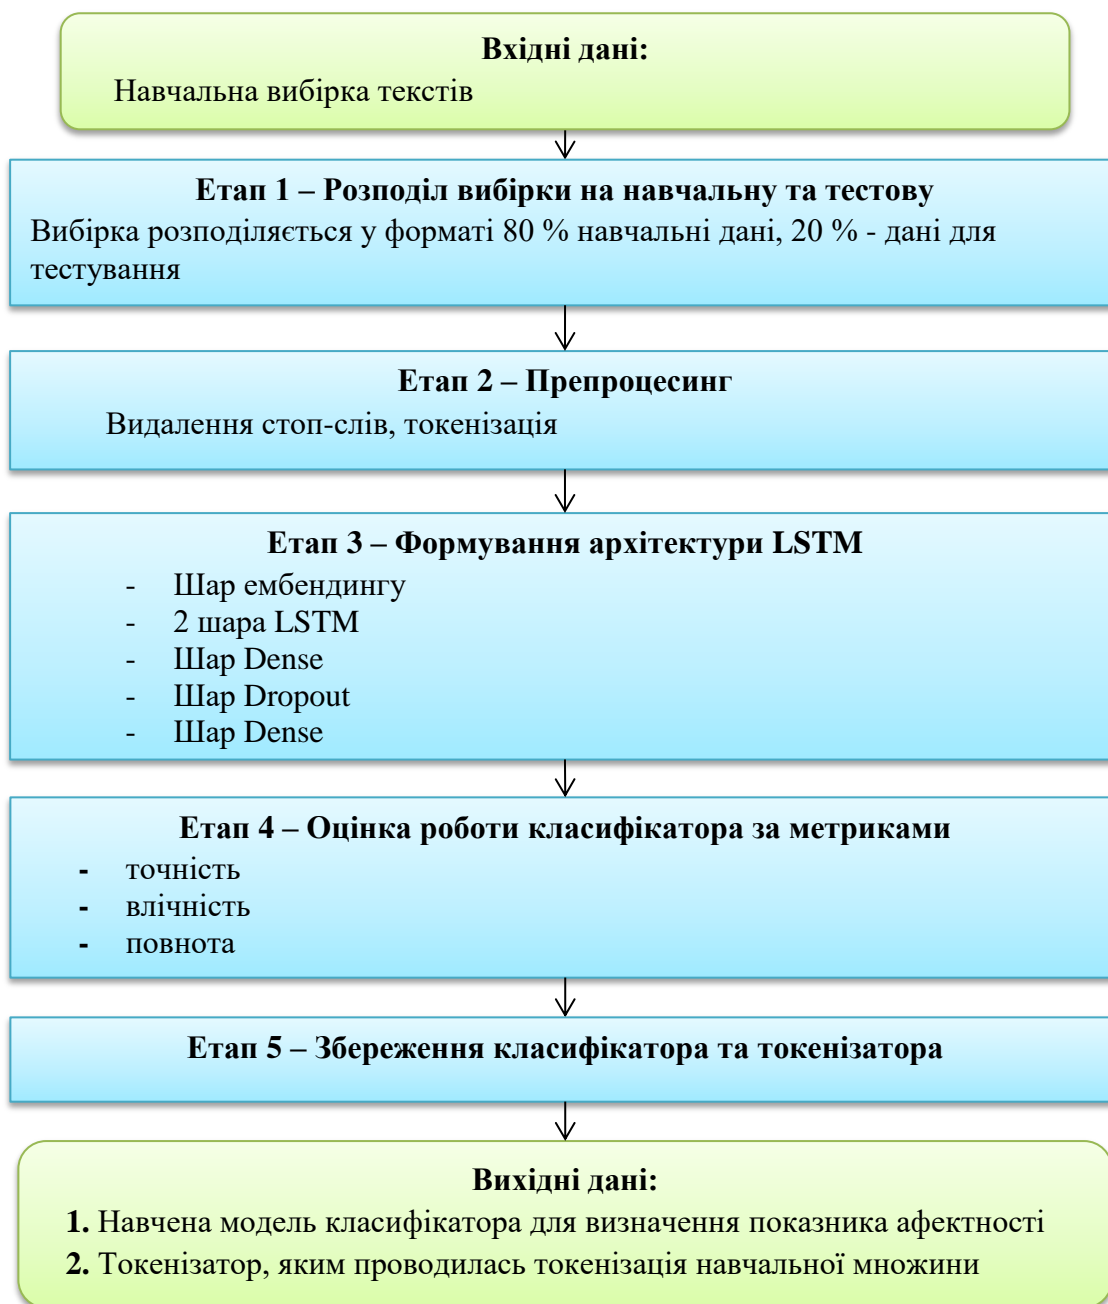 Вхідні дані:
Навчальна вибірка текстів
Етап 1 – Розподіл вибірки на навчальну та тестову
Вибірка розподіляється у форматі 80 % навчальні дані, 20 % - дані для
тестування
Етап 2 – Препроцесинг
Видалення стоп-слів, токенізація
Етап 3 – Формування архітектури LSTM
- Шар ембендингу
- 2 шара LSTM
- Шар Dense
- Шар Dropout
- Шар Dense
Етап 4 – Оцінка роботи класифікатора за метриками
- точність
- влічність
- повнота
Етап 5 – Збереження класифікатора та токенізатора
Вихідні дані:
1. Навчена модель класифікатора для визначення показника афектності
2. Токенізатор, яким проводилась токенізація навчальної множини